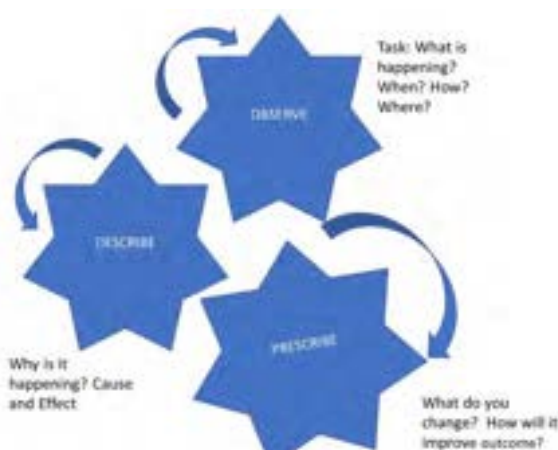 Task: What is
happening?
When? How?
Where?
OBSERVE
DESCRIBE
PRESCRIBE
Why is it
happening? Cause
and Effect
What do you
change? How will it
improve outcome?